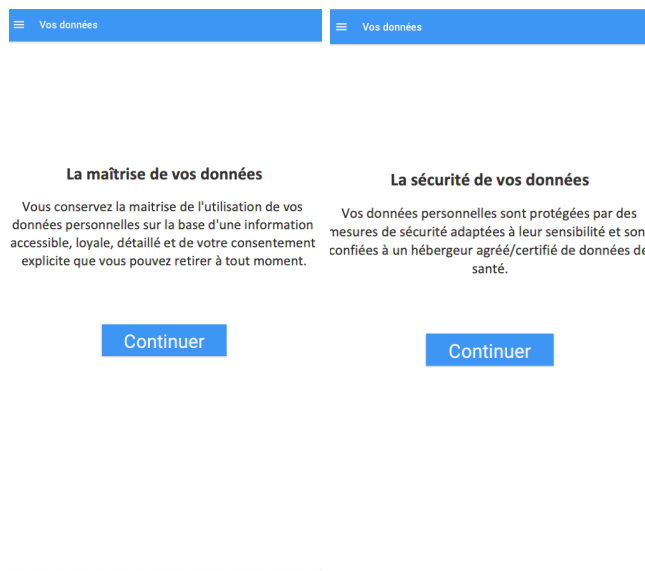 Vos données
La maîtrise de vos données
Vous conservez la maitrise de l'utilisation de vos
données personnelles sur la base d'une information
accessible, loyale, détaillé et de votre consentement
explicite que vous pouvez retirer à tout moment.
Continuer
Vos données
La sécurité de vos données
Vos données personnelles sont protégées par des
mesures de sécurité adaptées à leur sensibilité et son
confiées à un hébergeur agréé/certifié de données de
santé.
Continuer